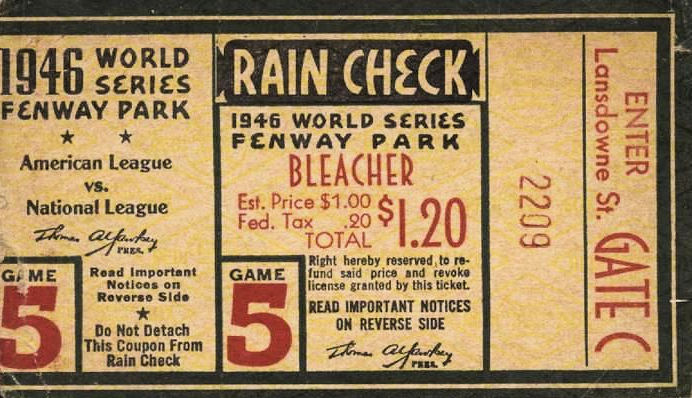 1946 WORLD
SERIES
FENWAY PARK
★ ★
American League
vs.
National League
Thomas A. Yawkey
PRES.
GAME
5
Read Important
Notices on
Reverse Side
★
Do Not Detach
This Coupon From
Rain Check
RAIN CHECK
1946 WORLD SERIES
FENWAY PARK
BLEACHER
Est. Price $1.00
Fed. Tax .20
TOTAL
$1.20
GAME
5
Right hereby reserved to re-
fund said price and revoke
license granted by this ticket.
READ IMPORTANT NOTICES
ON REVERSE SIDE
Thomas A. Yawkey
PRES.
2209
ENTER
Lansdowne St.
GATE C